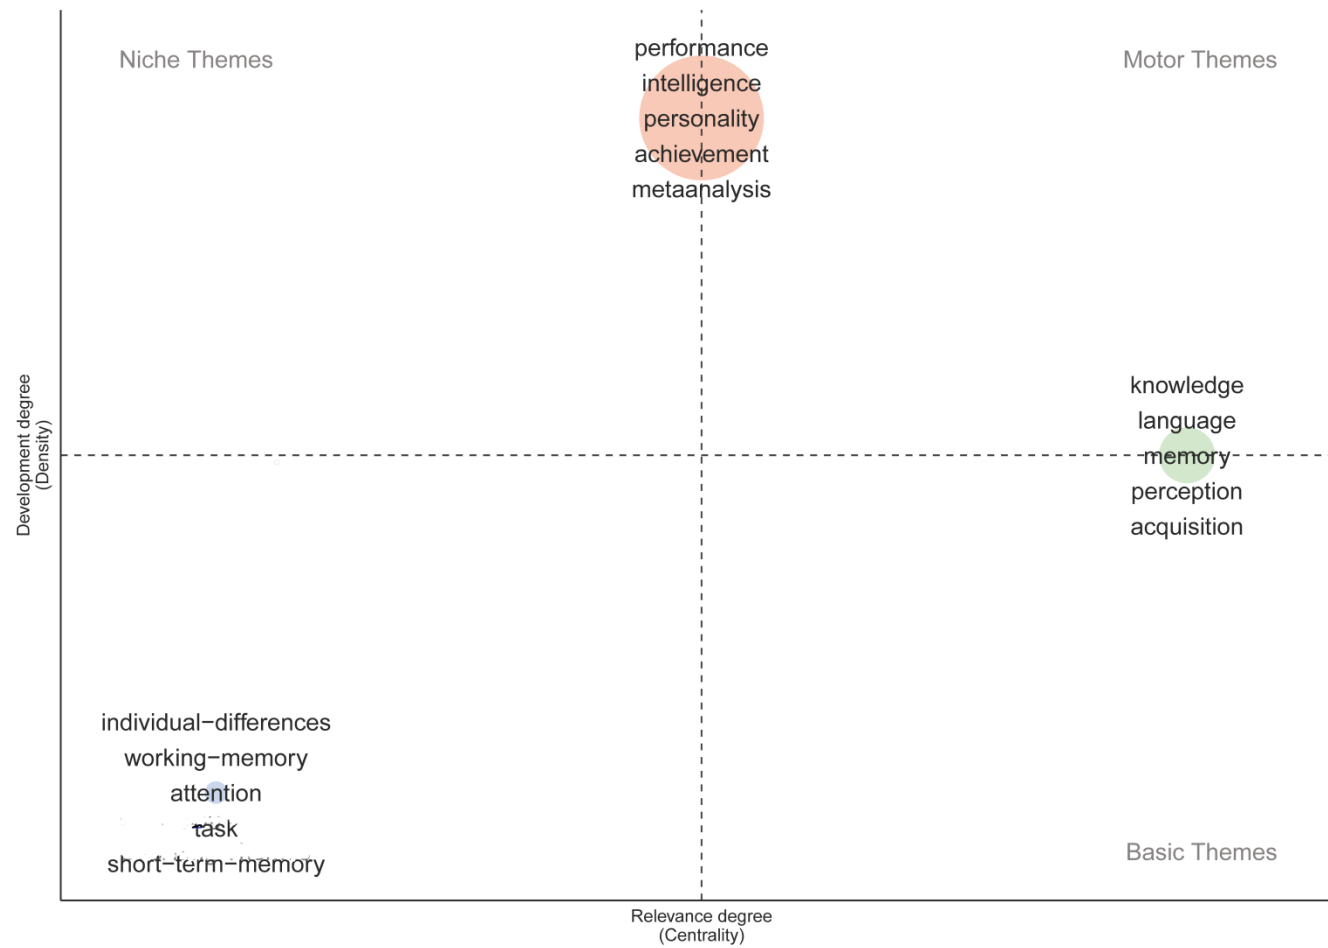 performance
Niche Themes
Motor Themes
intelligence
personality
achievement
metaanalysis
knowledge
language
memory
perception
acquisition
Development degree
(Density)
individual−differences
working−memory
attention
task
short−term−memory
Basic Themes
Relevance degree
(Centrality)